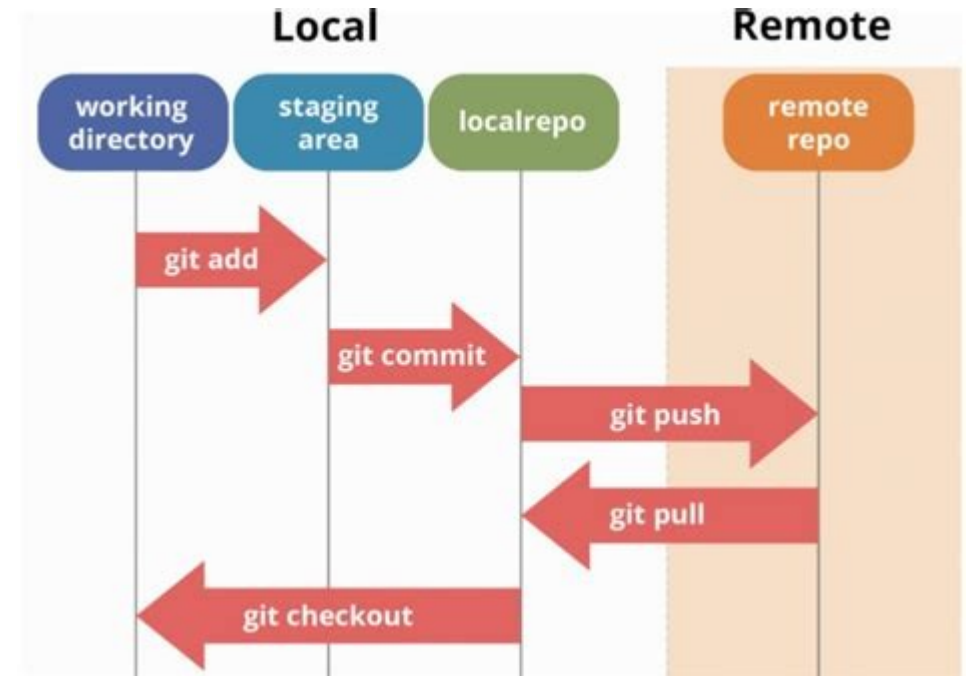 Local
Remote
working
directory
staging
area
localrepo
remote
repo
git add
git commit
git push
git pull
git checkout